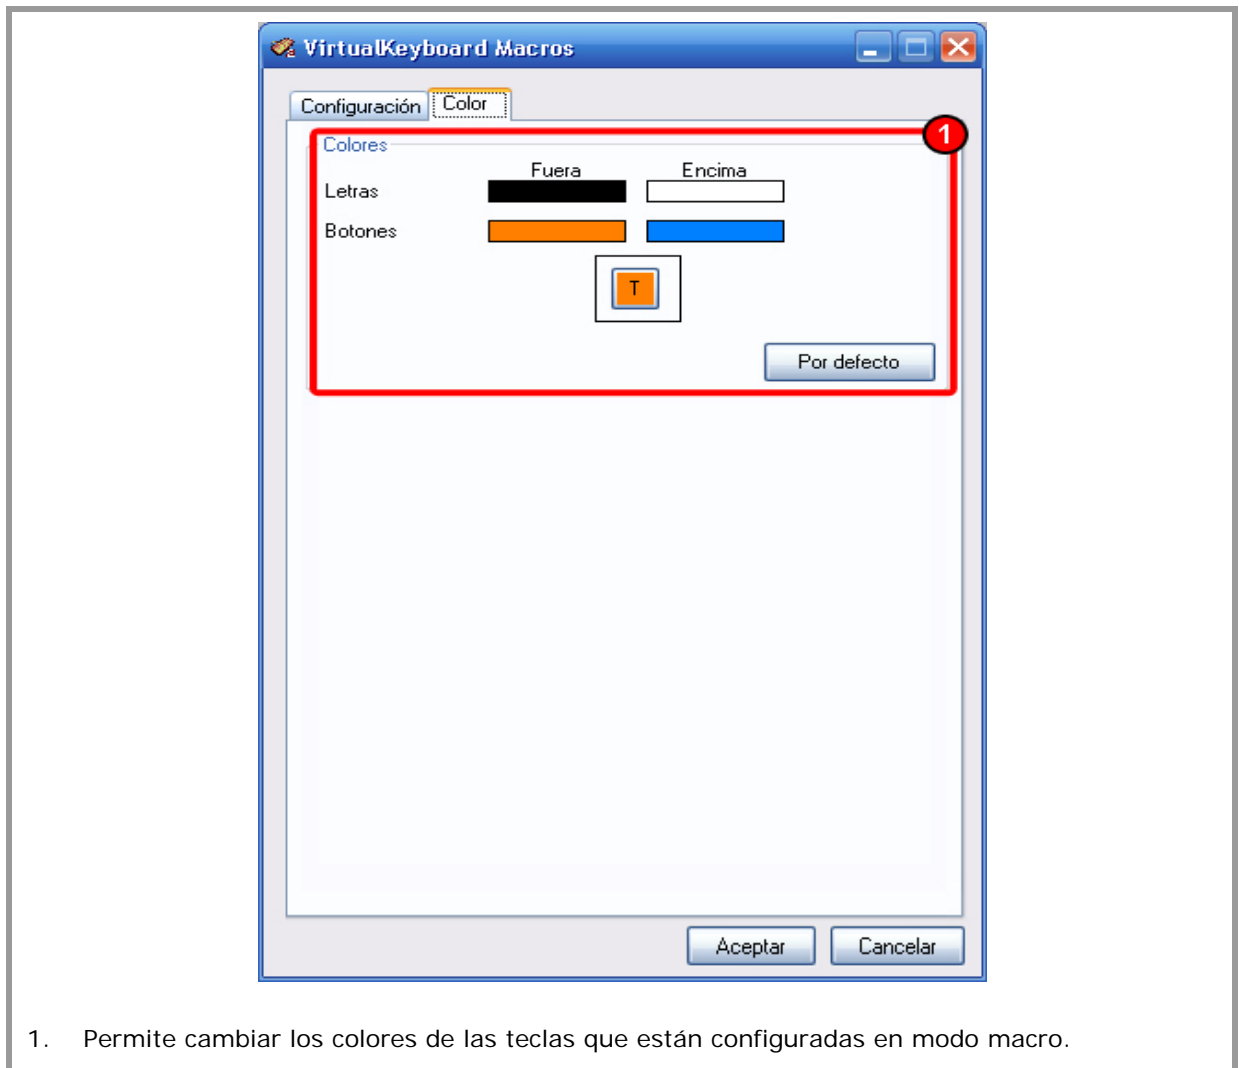 VirtualKeyboard Macros
Configuración Color
Colores
1
Fuera Encima
Letras
Botones
T
Por defecto
Aceptar Cancelar
1. Permite cambiar los colores de las teclas que están configuradas en modo macro.